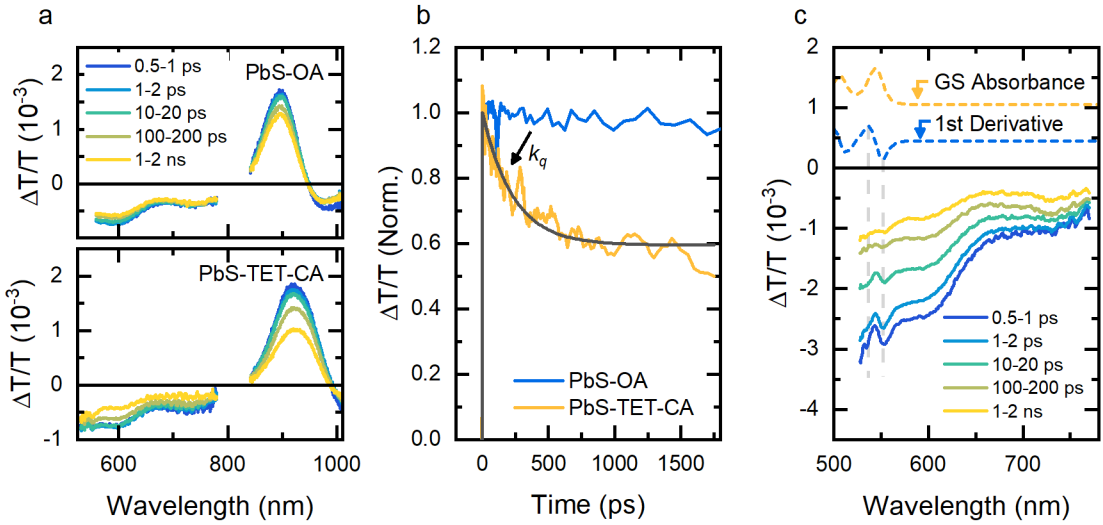 a
2
1
0
ΔT/T (10⁻³)
0.5-1 ps
1-2 ps
10-20 ps
100-200 ps
1-2 ns
PbS-OA
2
1
0
-1
ΔT/T (10⁻³)
PbS-TET-CA
600
800
1000
Wavelength (nm)
b
1.2
1.0
0.8
0.6
0.4
0.2
0.0
ΔT/T (Norm.)
k_q
PbS-OA
PbS-TET-CA
0
500
1000
1500
Time (ps)
c
2
1
0
-1
-2
-3
-4
ΔT/T (10⁻³)
GS Absorbance
1st Derivative
0.5-1 ps
1-2 ps
10-20 ps
100-200 ps
1-2 ns
500
600
700
Wavelength (nm)